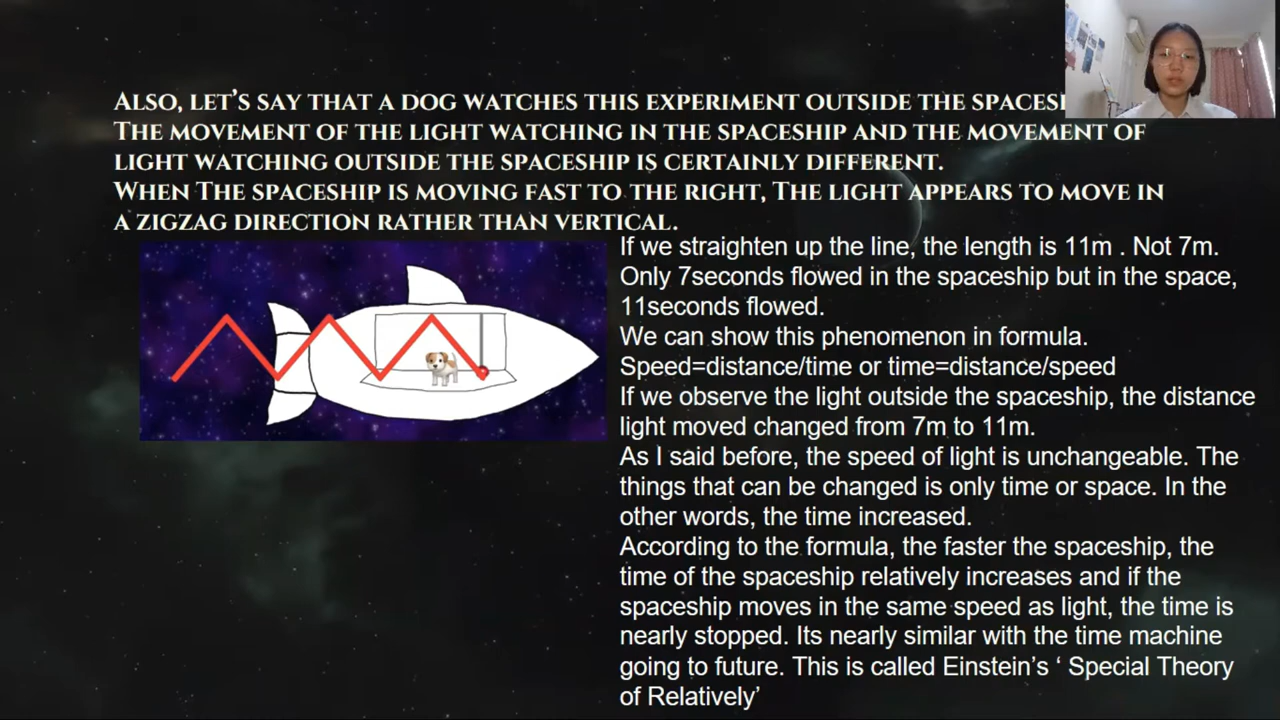 ALSO, LET'S SAY THAT A DOG WATCHES THIS EXPERIMENT OUTSIDE THE
THE MOVEMENT OF THE LIGHT WATCHING IN THE SPACESHIP AND THE MOVEMENT OF
LIGHT WATCHING OUTSIDE THE SPACESHIP IS CERTAINLY DIFFERENT.
WHEN THE SPACESHIP IS MOVING FAST TO THE RIGHT, THE LIGHT APPEARS TO MOVE IN
A ZIGZAG DIRECTION RATHER THAN VERTICAL.
If we straighten up the line, the length is 11m . Not 7m.
Only 7seconds flowed in the spaceship but in the space,
11seconds flowed.
We can show this phenomenon in formula.
Speed=distance/time or time=distance/speed
If we observe the light outside the spaceship, the distance
light moved changed from 7m to 11m.
As I said before, the speed of light is unchangeable. The
things that can be changed is only time or space. In the
other words, the time increased.
According to the formula, the faster the spaceship, the
time of the spaceship relatively increases and if the
spaceship moves in the same speed as light, the time is
nearly stopped. Its nearly similar with the time machine
going to future. This is called Einstein's ‘ Special Theory
of Relatively’